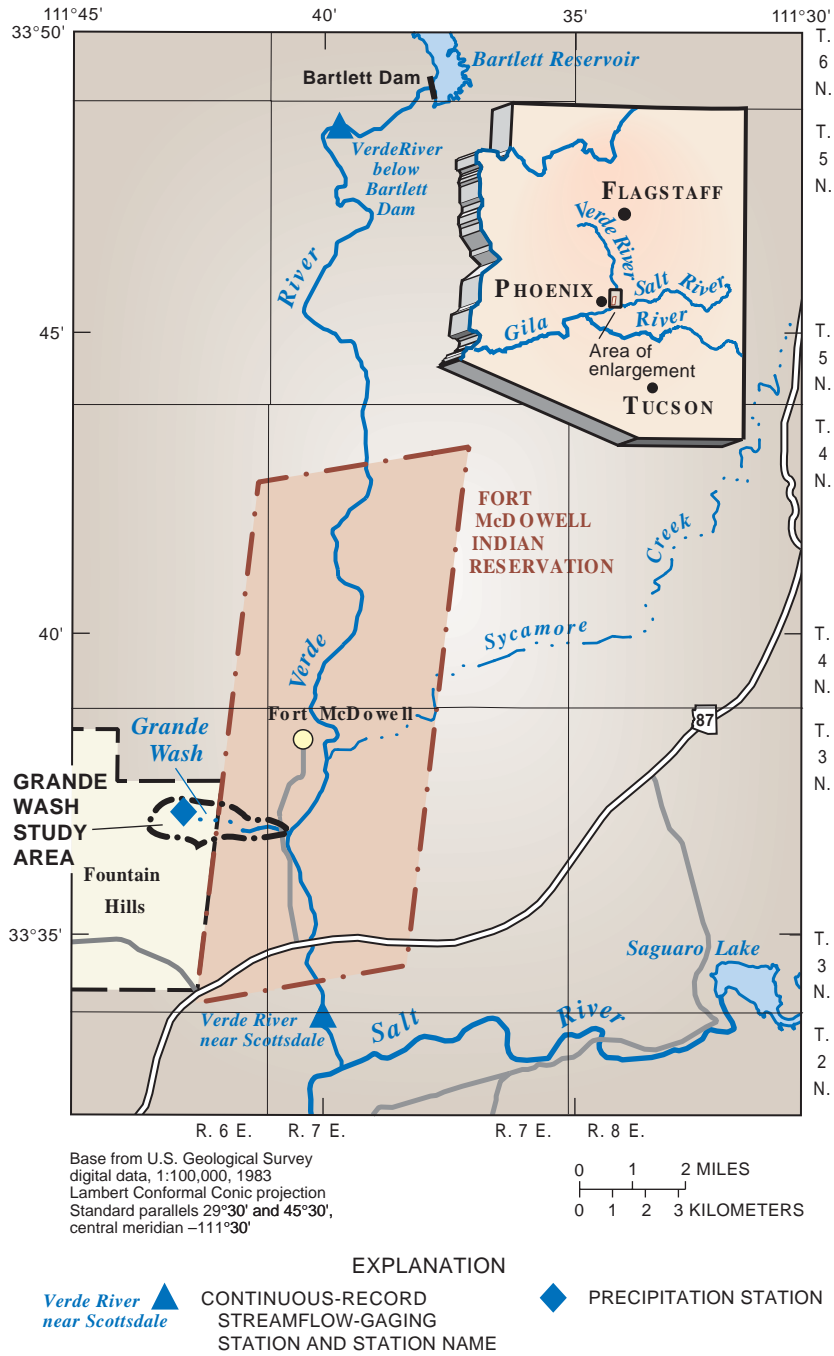 111°45'
40'
35'
111°30'
33°50'
T.
6
N.
Bartlett Reservoir
Bartlett Dam
T.
5
N.
VerdeRiver
below
Bartlett
Dam
FLAGSTAFF
Verde River
River
PHOENIX
Salt River
Gila River
Area of
enlargement
TUCSON
45'
T.
5
N.
T.
4
N.
FORT
McDOWELL
INDIAN
RESERVATION
Creek
Sycamore
40'
T.
4
N.
Verde
Fort McDowell
87
Grande
Wash
T.
3
N.
GRANDE
WASH
STUDY
AREA
Fountain
Hills
33°35'
Saguaro Lake
T.
3
N.
Verde River
near Scottsdale
Salt River
T.
2
N.
R. 6 E. R. 7 E. R. 7 E. R. 8 E.
Base from U.S. Geological Survey
digital data, 1:100,000, 1983
Lambert Conformal Conic projection
Standard parallels 29°30' and 45°30',
central meridian –111°30'
0 1 2 MILES
0 1 2 3 KILOMETERS
EXPLANATION
Verde River
near Scottsdale
CONTINUOUS-RECORD
STREAMFLOW-GAGING
STATION AND STATION NAME
PRECIPITATION STATION